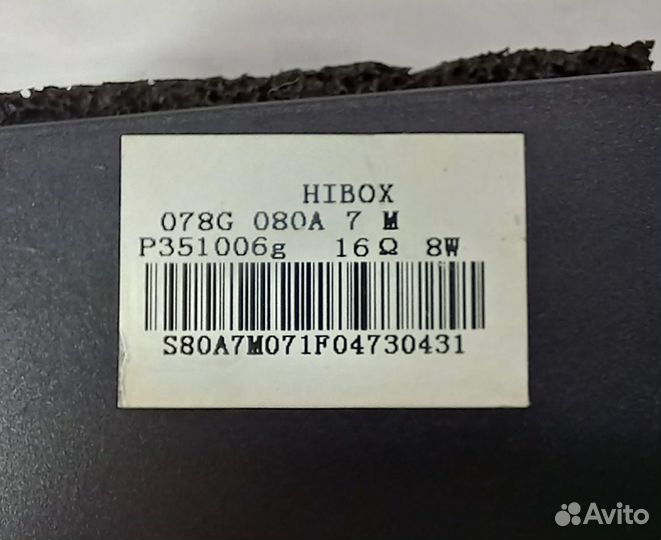 HIBOX
078G 080A 7 M
P351006g 16Ω 8W
S80A7M071F04730431
Avito